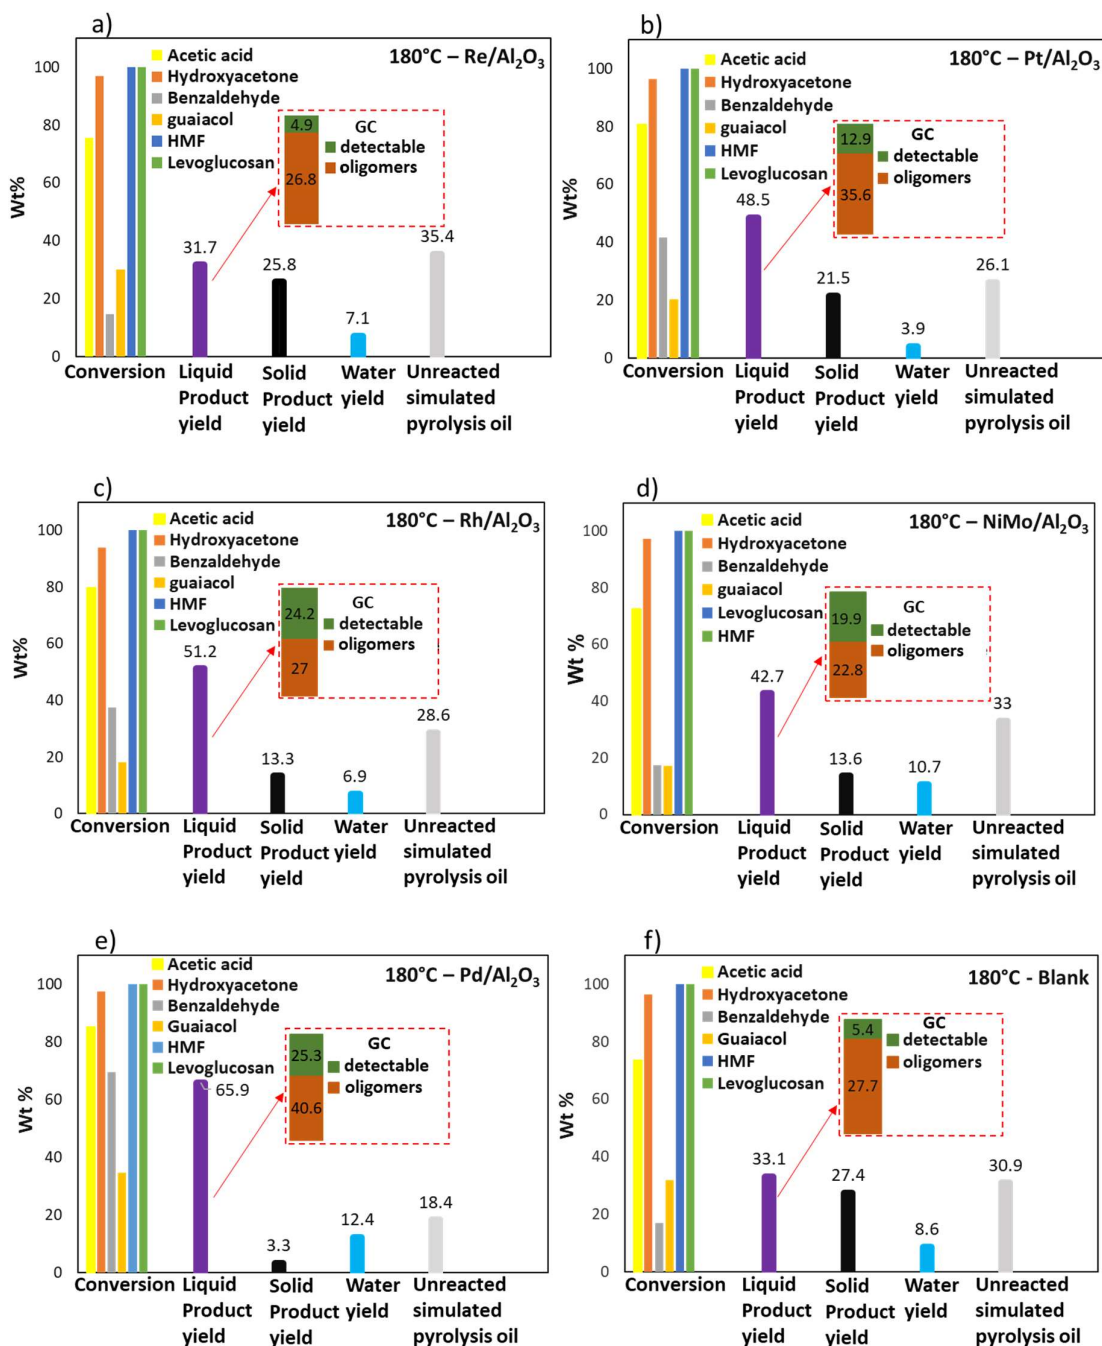 a)
180°C – Re/Al₂O₃
Acetic acid
Hydroxyacetone
Benzaldehyde
guaiacol
HMF
Levoglucosan
GC
detectable
oligomers
4.9
26.8
Wt%
100
80
60
40
20
0
31.7
25.8
7.1
35.4
Conversion
Liquid
Product
yield
Solid
Product
yield
Water
yield
Unreacted
simulated
pyrolysis oil
b)
180°C – Pt/Al₂O₃
Acetic acid
Hydroxyacetone
Benzaldehyde
guaiacol
HMF
Levoglucosan
GC
detectable
oligomers
12.9
35.6
Wt%
100
80
60
40
20
0
48.5
21.5
3.9
26.1
Conversion
Liquid
Product
yield
Solid
Product
yield
Water
yield
Unreacted
simulated
pyrolysis oil
c)
180°C – Rh/Al₂O₃
Acetic acid
Hydroxyacetone
Benzaldehyde
guaiacol
HMF
Levoglucosan
GC
detectable
oligomers
24.2
27
Wt%
100
80
60
40
20
0
51.2
13.3
6.9
28.6
Conversion
Liquid
Product
yield
Solid
Product
yield
Water
yield
Unreacted
simulated
pyrolysis oil
d)
180°C – NiMo/Al₂O₃
Acetic acid
Hydroxyacetone
Benzaldehyde
guaiacol
Levoglucosan
HMF
GC
detectable
oligomers
19.9
22.8
Wt %
100
80
60
40
20
0
42.7
13.6
10.7
33
Conversion
Liquid
Product
yield
Solid
Product
yield
Water
yield
Unreacted
simulated
pyrolysis oil
e)
180°C – Pd/Al₂O₃
Acetic acid
Hydroxyacetone
Benzaldehyde
Guaiacol
HMF
Levoglucosan
GC
detectable
oligomers
25.3
40.6
Wt %
100
80
60
40
20
0
65.9
3.3
12.4
18.4
Conversion
Liquid
Product
yield
Solid
Product
yield
Water
yield
Unreacted
simulated
pyrolysis oil
f)
180°C - Blank
Acetic acid
Hydroxyacetone
Benzaldehyde
Guaiacol
HMF
Levoglucosan
GC
detectable
oligomers
5.4
27.7
Wt %
100
80
60
40
20
0
33.1
27.4
8.6
30.9
Conversion
Liquid
Product
yield
Solid
Product
yield
Water
yield
Unreacted
simulated
pyrolysis oil